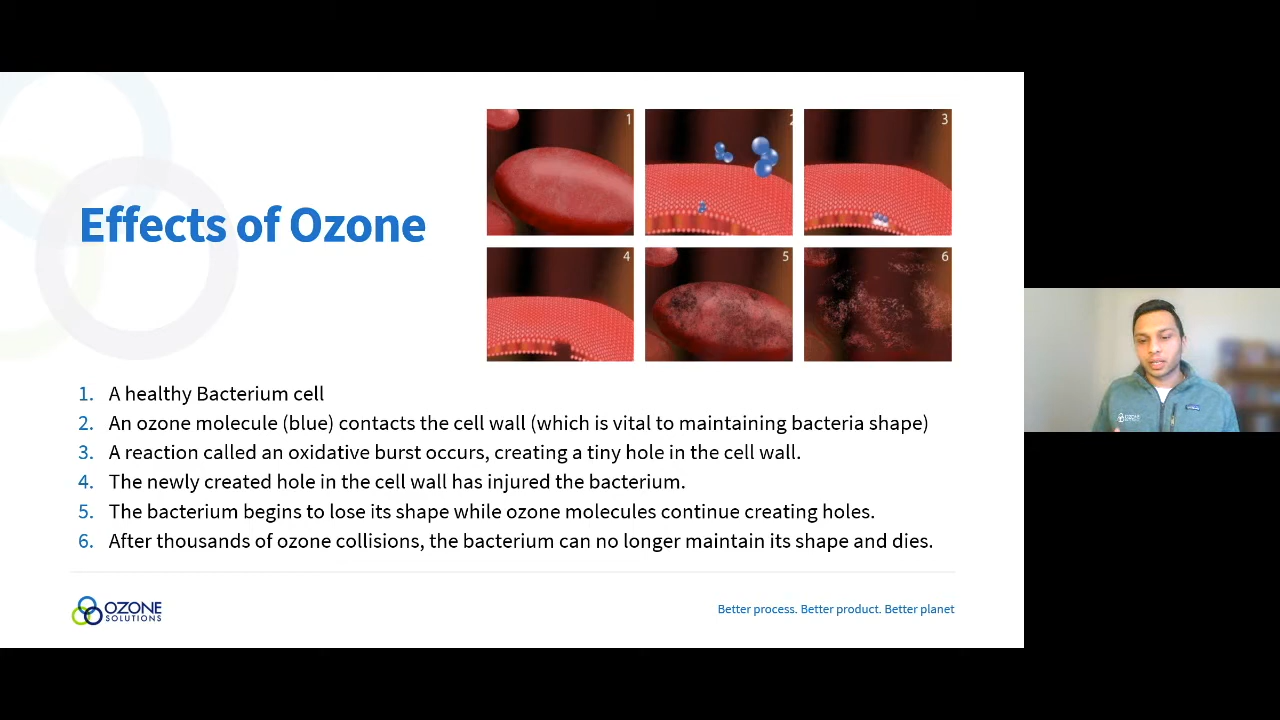 1
2
3
4
5
6
Effects of Ozone
1. A healthy Bacterium cell
2. An ozone molecule (blue) contacts the cell wall (which is vital to maintaining bacteria shape)
3. A reaction called an oxidative burst occurs, creating a tiny hole in the cell wall.
4. The newly created hole in the cell wall has injured the bacterium.
5. The bacterium begins to lose its shape while ozone molecules continue creating holes.
6. After thousands of ozone collisions, the bacterium can no longer maintain its shape and dies.
OZONE
SOLUTIONS
Better process. Better product. Better planet
OZONE